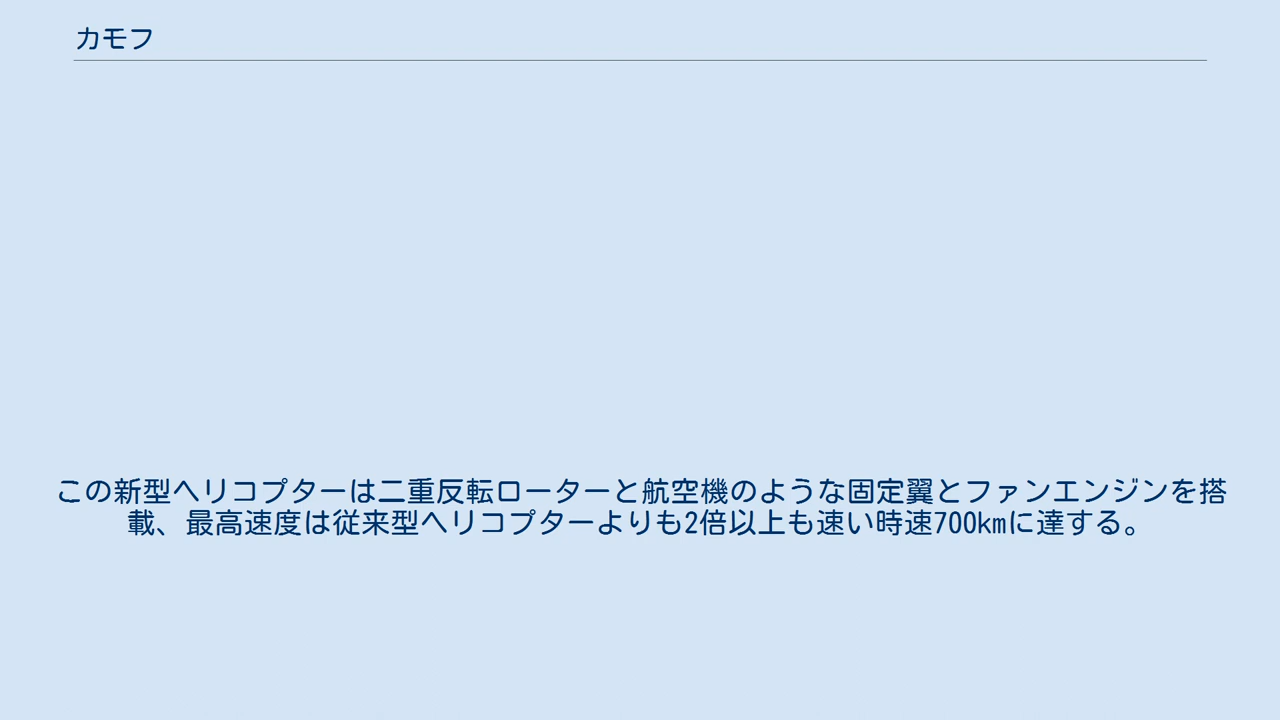 カモフ
この新型ヘリコプターは二重反転ローターと航空機のような固定翼とファンエンジンを搭
載、最高速度は従来型ヘリコプターよりも2倍以上も速い時速700kmに達する。